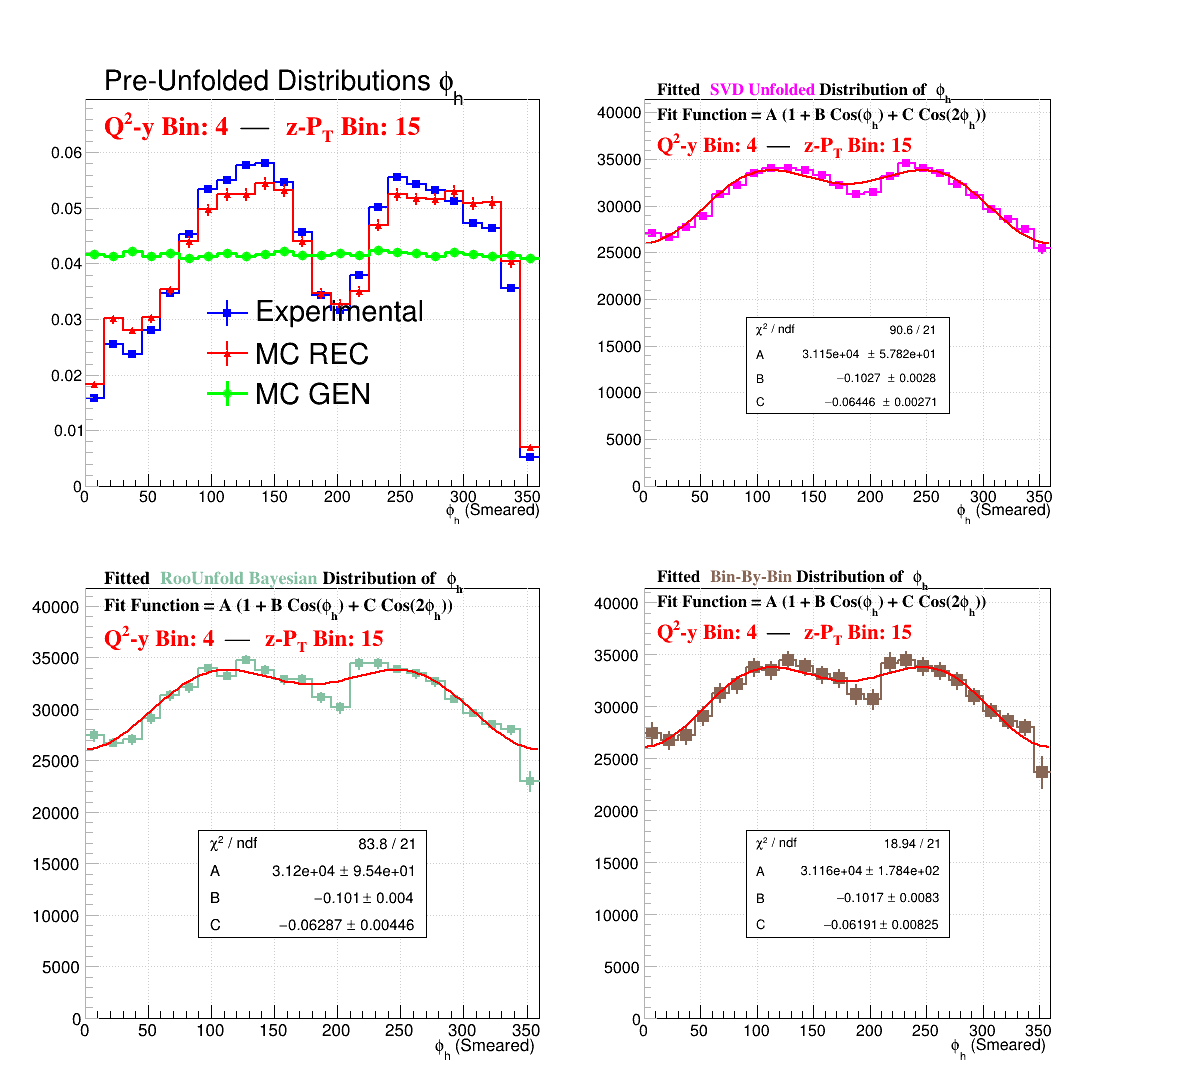 Pre-Unfolded Distributions ϕh
Q²-y Bin: 4 — z-PT Bin: 15
0.06
0.05
0.04
0.03
0.02
0.01
0
Experimental
MC REC
MC GEN
0 50 100 150 200 250 300 350
ϕh (Smeared)
Fitted SVD Unfolded Distribution of ϕh
Fit Function = A (1 + B Cos(ϕh) + C Cos(2ϕh))
Q²-y Bin: 4 — z-PT Bin: 15
40000
35000
30000
25000
20000
15000
10000
5000
0
χ² / ndf 90.6 / 21
A 3.115e+04 ± 5.782e+01
B −0.1027 ± 0.0028
C −0.06446 ± 0.00271
0 50 100 150 200 250 300 350
ϕh (Smeared)
Fitted RooUnfold Bayesian Distribution of ϕh
Fit Function = A (1 + B Cos(ϕh) + C Cos(2ϕh))
Q²-y Bin: 4 — z-PT Bin: 15
40000
35000
30000
25000
20000
15000
10000
5000
0
χ² / ndf 83.8 / 21
A 3.12e+04 ± 9.54e+01
B −0.101 ± 0.004
C −0.06287 ± 0.00446
0 50 100 150 200 250 300 350
ϕh (Smeared)
Fitted Bin-By-Bin Distribution of ϕh
Fit Function = A (1 + B Cos(ϕh) + C Cos(2ϕh))
Q²-y Bin: 4 — z-PT Bin: 15
40000
35000
30000
25000
20000
15000
10000
5000
0
χ² / ndf 18.94 / 21
A 3.116e+04 ± 1.784e+02
B −0.1017 ± 0.0083
C −0.06191 ± 0.00825
0 50 100 150 200 250 300 350
ϕh (Smeared)